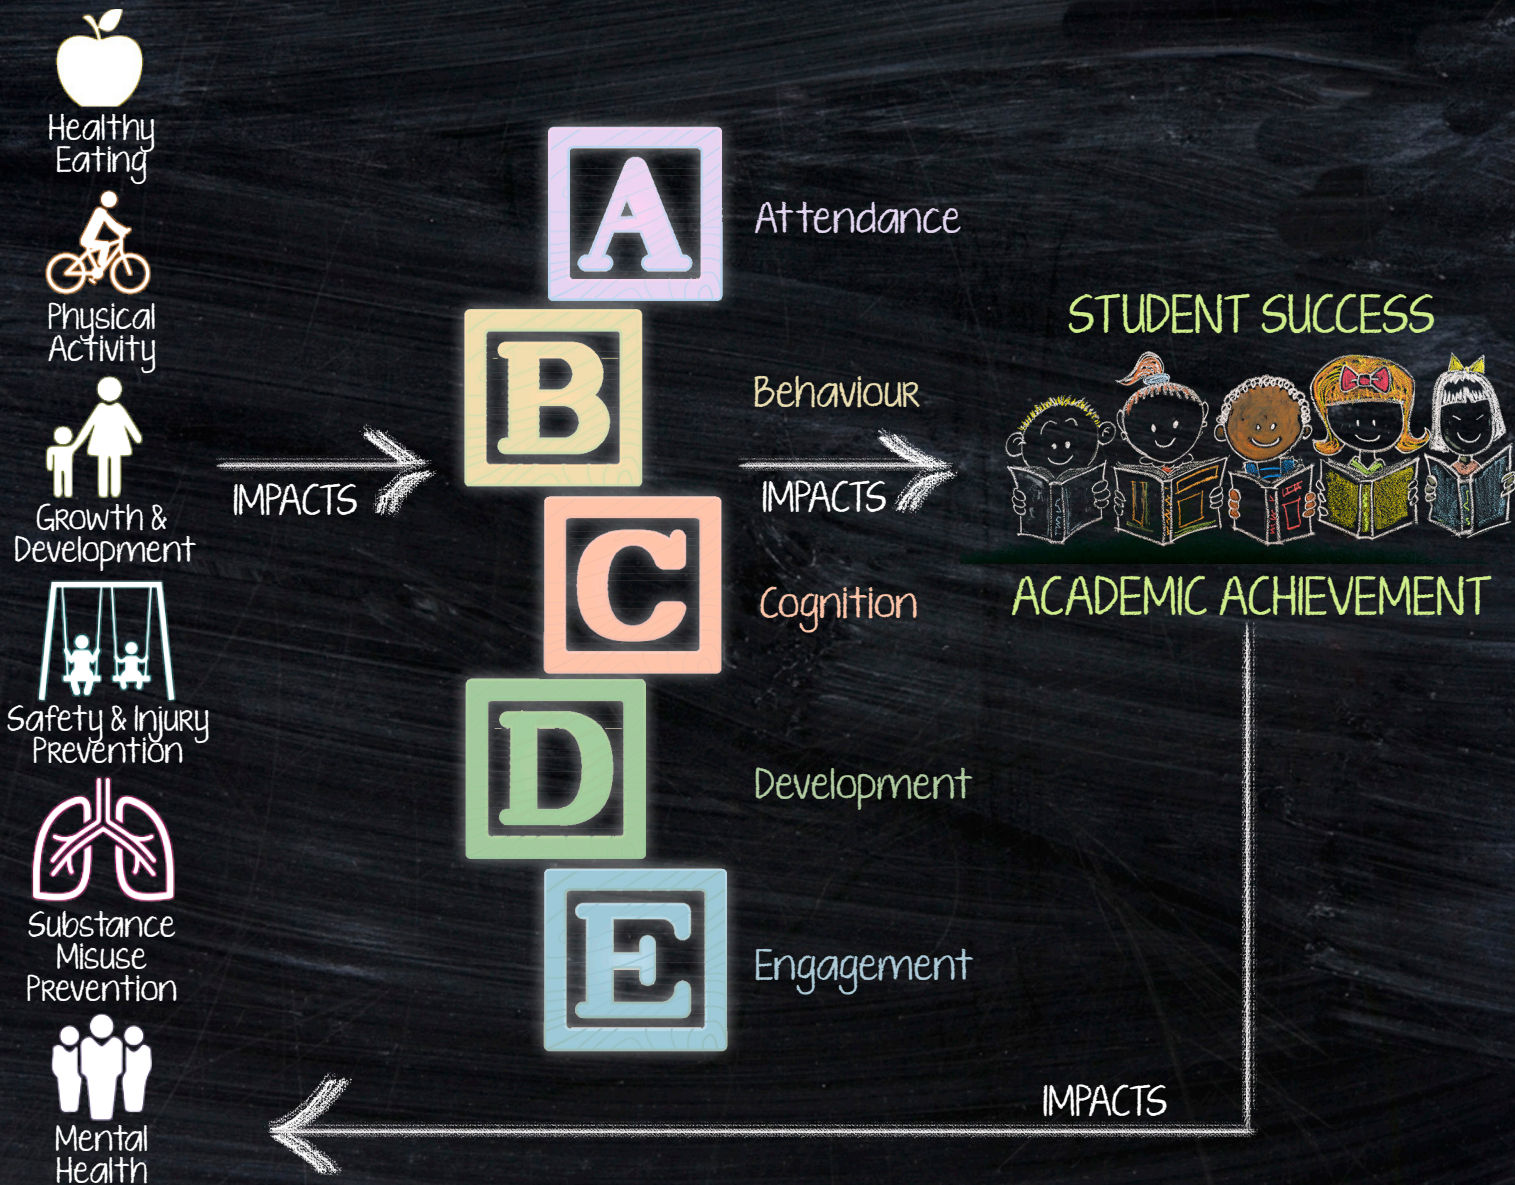 Healthy
Eating
Physical
Activity
Growth &
Development
Safety & Injury
Prevention
Substance
Misuse
Prevention
Mental
Health
IMPACTS
A
Attendance
B
Behaviour
C
Cognition
D
Development
E
Engagement
IMPACTS
STUDENT SUCCESS
ACADEMIC ACHIEVEMENT
IMPACTS